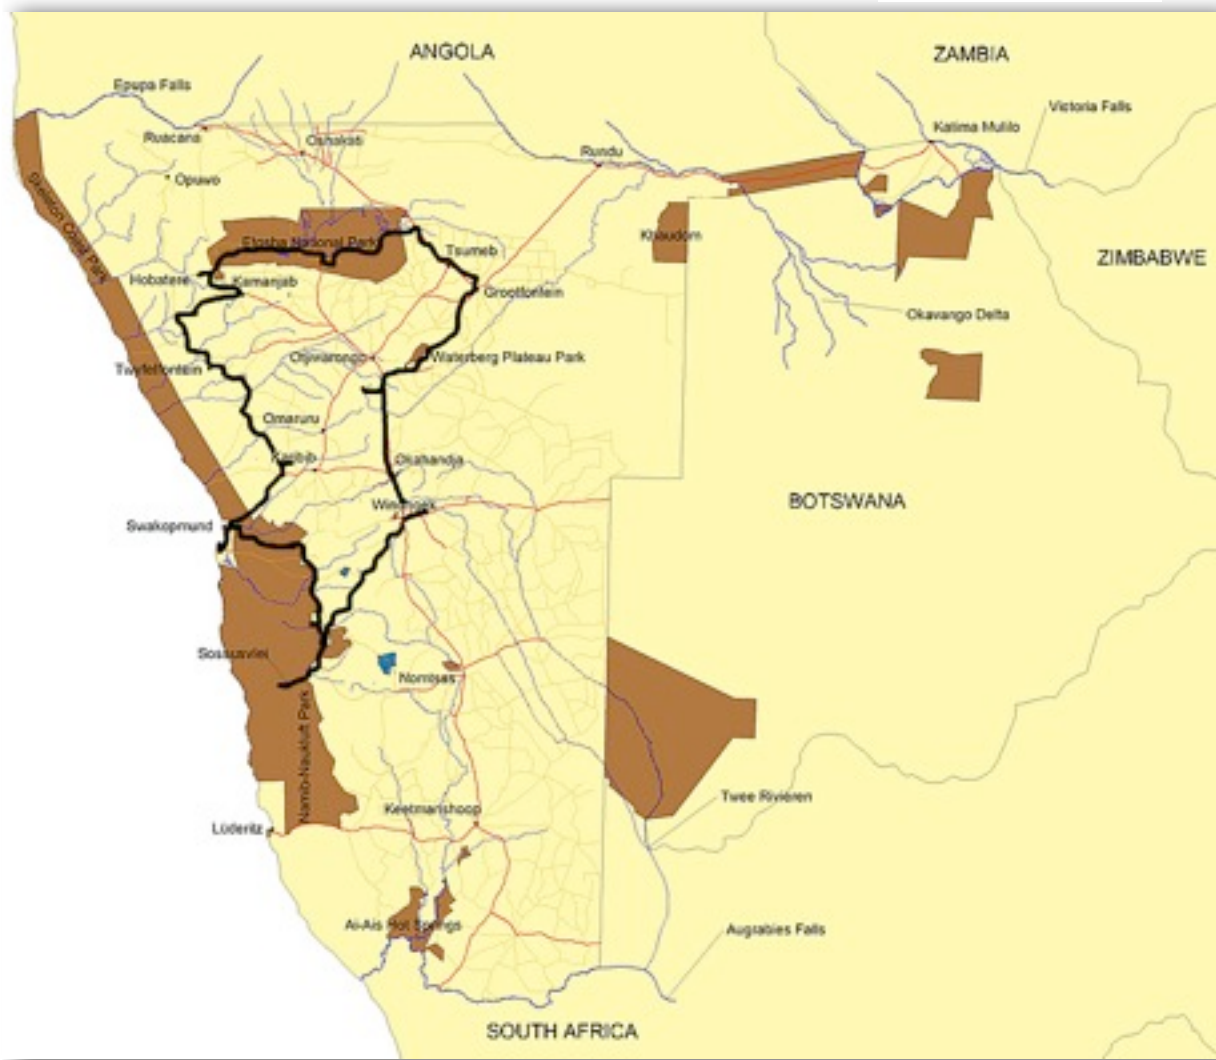 ANGOLA
ZAMBIA
Epupa Falls
Victoria Falls
Katima Mulilo
Ruacana
Oshakati
Rundu
Opuwo
Skeleton Coast Park
Etosha National Park
Khaudom
Tsumeb
ZIMBABWE
Hobatere
Kamanjab
Grootfontein
Okavango Delta
Otjiwarongo
Waterberg Plateau Park
Twyfelfontein
Omaruru
Karibib
Okahandja
BOTSWANA
Windhoek
Swakopmund
Sossusvlei
Nomtsas
Namib-Naukluft Park
Twee Rivieren
Keetmanshoop
Lüderitz
Ai-Ais Hot Springs
Augrabies Falls
SOUTH AFRICA